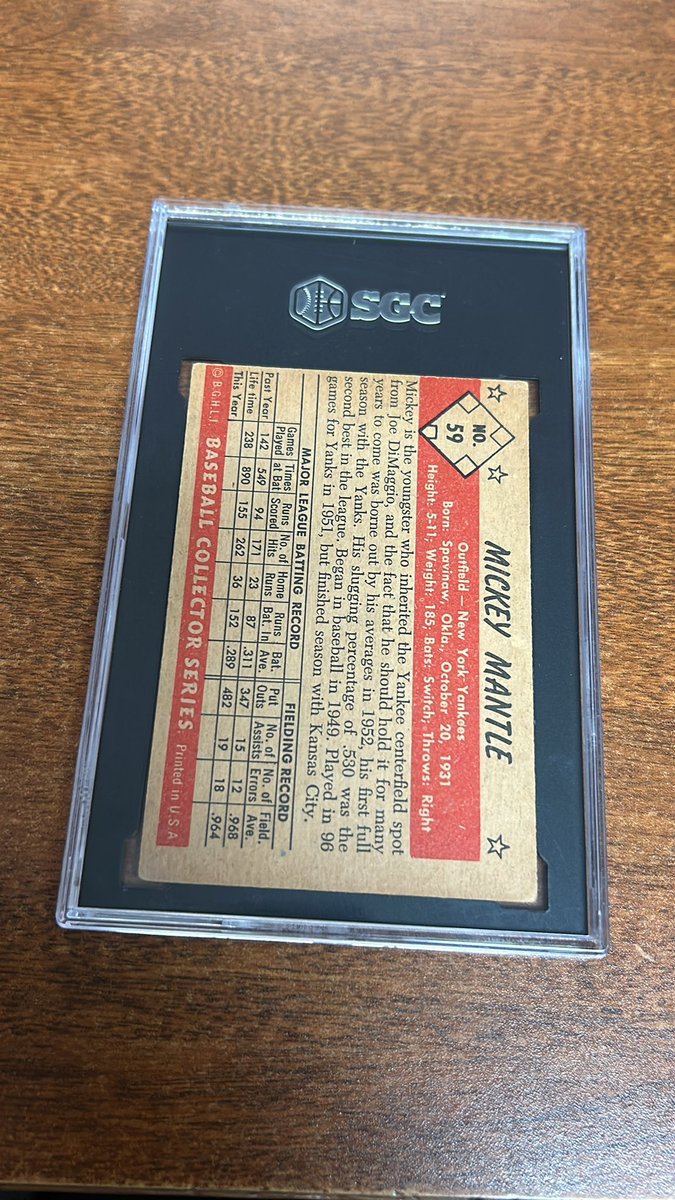 SGC
NO.
59
MICKEY MANTLE
Outfield — New York Yankees
Born: Spavinaw, Okla., October 20, 1931
Height: 5-11; Weight: 185; Bats: Switch; Throws: Right
Mickey is the youngster who inherited the Yankee centerfield spot
from Joe DiMaggio, and the fact that he should hold it for many
years to come was borne out by his averages in 1952, his first full
season with the Yanks. His slugging percentage of .530 was the
second best in the league. Began in baseball in 1949. Played in 96
games for Yanks in 1951, but finished season with Kansas City.
MAJOR LEAGUE BATTING RECORD FIELDING RECORD
Games Times Runs No. of Home Runs Bat. Put No. of No. of Field.
Played at Bat Scored Hits Runs Bat. In Ave. Outs Assists Errors Ave.
Past Year 142 549 94 171 23 87 .311 347 15 12 .968
Life time 238 890 155 262 36 152 .289 482 19 18 .964
This Year
© B.G.H.L.I. BASEBALL COLLECTOR SERIES Printed in U.S.A.